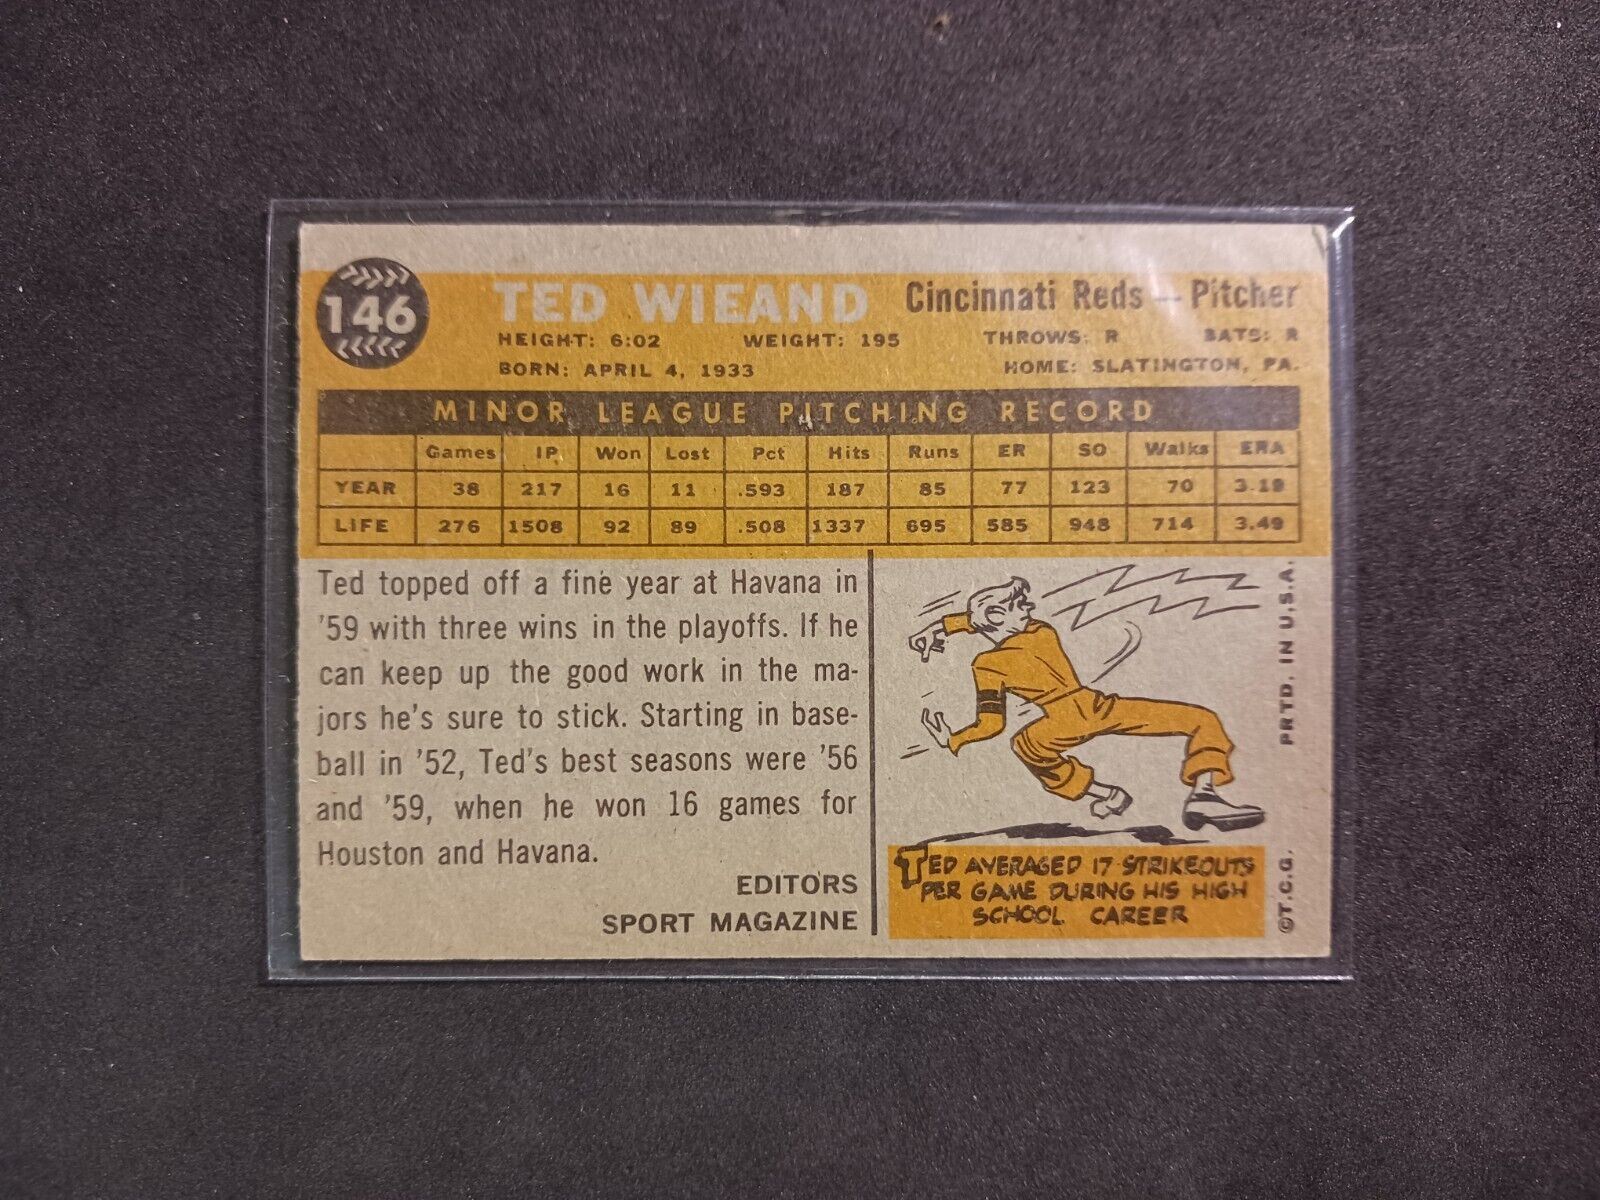 146
TED WIEAND Cincinnati Reds — Pitcher
HEIGHT: 6:02 WEIGHT: 195 THROWS: R BATS: R
BORN: APRIL 4, 1933 HOME: SLATINGTON, PA.
MINOR LEAGUE PITCHING RECORD
Games IP Won Lost Pct Hits Runs ER SO Walks ERA
YEAR 38 217 16 11 .593 187 85 77 123 70 3.19
LIFE 276 1508 92 89 .508 1337 695 585 948 714 3.49
Ted topped off a fine year at Havana in
'59 with three wins in the playoffs. If he
can keep up the good work in the ma-
jors he's sure to stick. Starting in base-
ball in '52, Ted's best seasons were '56
and '59, when he won 16 games for
Houston and Havana.
EDITORS
SPORT MAGAZINE
TED AVERAGED 17 STRIKEOUTS
PER GAME DURING HIS HIGH
SCHOOL CAREER
©T.C.G. PRTD. IN U.S.A.